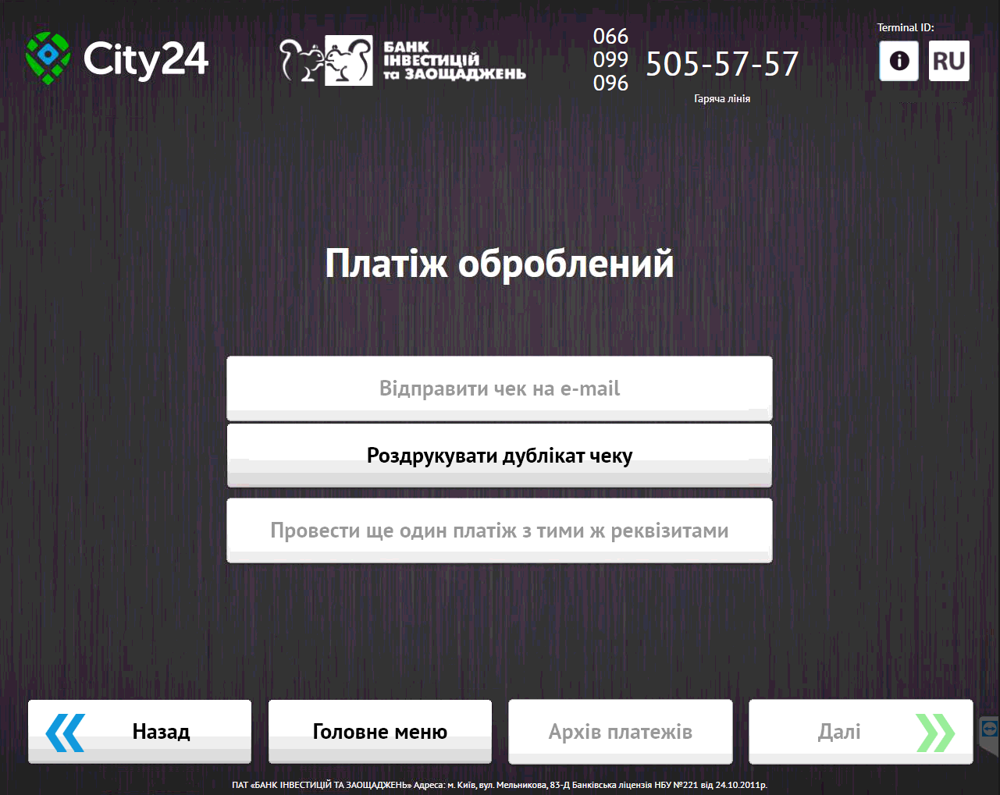 City24
БАНК
ІНВЕСТИЦІЙ
та ЗАОЩАДЖЕНЬ
066
099
096
505-57-57
Гаряча лінія
Terminal ID:
RU
Платіж оброблений
Відправити чек на e-mail
Роздрукувати дублікат чеку
Провести ще один платіж з тими ж реквізитами
Назад
Головне меню
Архів платежів
Далі
ПАТ «БАНК ІНВЕСТИЦІЙ ТА ЗАОЩАДЖЕНЬ» Адреса: м. Київ, вул. Мельникова, 83-Д Банківська ліцензія НБУ №221 від 24.10.2011р.